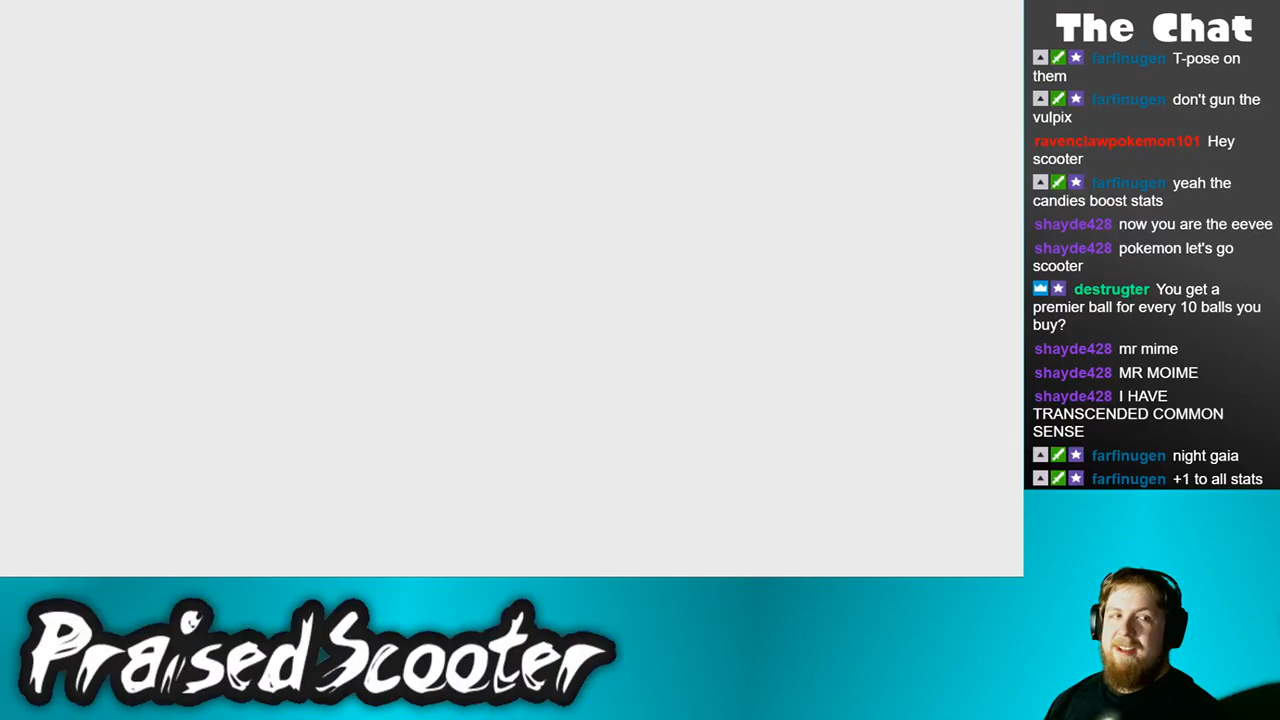 The Chat
farfinugen T-pose on
them
farfinugen don't gun the
vulpix
ravenclawpokemon101 Hey
scooter
farfinugen yeah the
candies boost stats
shayde428 now you are the eevee
shayde428 pokemon let's go
scooter
destrugter You get a
premier ball for every 10 balls you
buy?
shayde428 mr mime
shayde428 MR MOIME
shayde428 I HAVE
TRANSCENDED COMMON
SENSE
farfinugen night gaia
farfinugen +1 to all stats
PraisedScooter